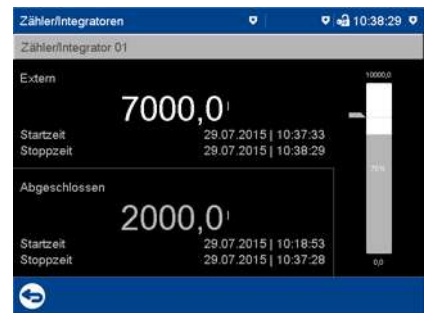 Zähler/Integratoren 10:38:29
Zähler/Integrator 01
Extern
10000,0
7000,0 l
Startzeit 29.07.2015 | 10:37:33
Stoppzeit 29.07.2015 | 10:38:29
70%
Abgeschlossen
2000,0 l
Startzeit 29.07.2015 | 10:18:53
Stoppzeit 29.07.2015 | 10:37:28
0,0